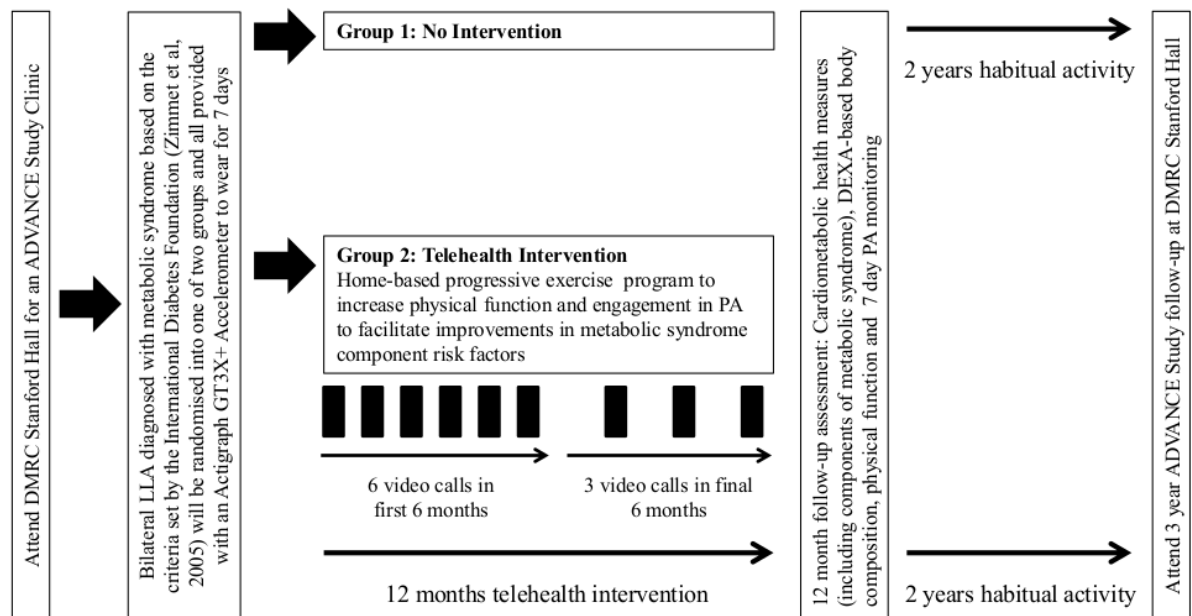 Attend DMRC Stanford Hall for an ADVANCE Study Clinic
Bilateral LLA diagnosed with metabolic syndrome based on the
criteria set by the International Diabetes Foundation (Zimmet et al,
2005) will be randomised into one of two groups and all provided
with an Actigraph GT3X+ Accelerometer to wear for 7 days
Group 1: No Intervention
Group 2: Telehealth Intervention
Home-based progressive exercise program to
increase physical function and engagement in PA
to facilitate improvements in metabolic syndrome
component risk factors
6 video calls in
first 6 months
3 video calls in final
6 months
12 months telehealth intervention
12 month follow-up assessment: Cardiometabolic health measures
(including components of metabolic syndrome), DEXA-based body
composition, physical function and 7 day PA monitoring
2 years habitual activity
2 years habitual activity
Attend 3 year ADVANCE Study follow-up at DMRC Stanford Hall